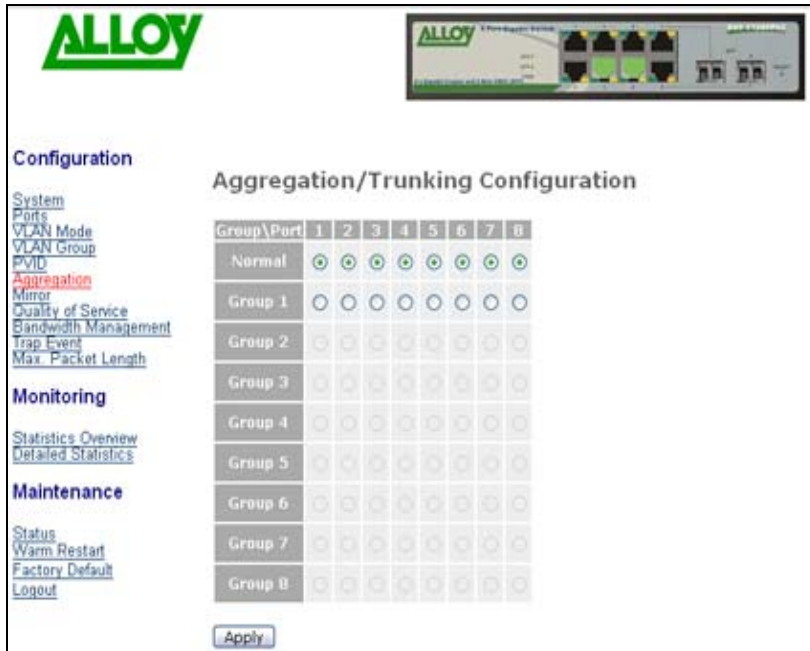 ALLOY
ALLOY
Configuration
System
Ports
VLAN Mode
VLAN Group
PVID
Aggregation
Mirror
Quality of Service
Bandwidth Management
Trap Event
Max. Packet Length
Monitoring
Statistics Overview
Detailed Statistics
Maintenance
Status
Warm Restart
Factory Default
Logout
Aggregation/Trunking Configuration
Group\Port 1 2 3 4 5 6 7 8
Normal
Group 1
Group 2
Group 3
Group 4
Group 5
Group 6
Group 7
Group 8
Apply